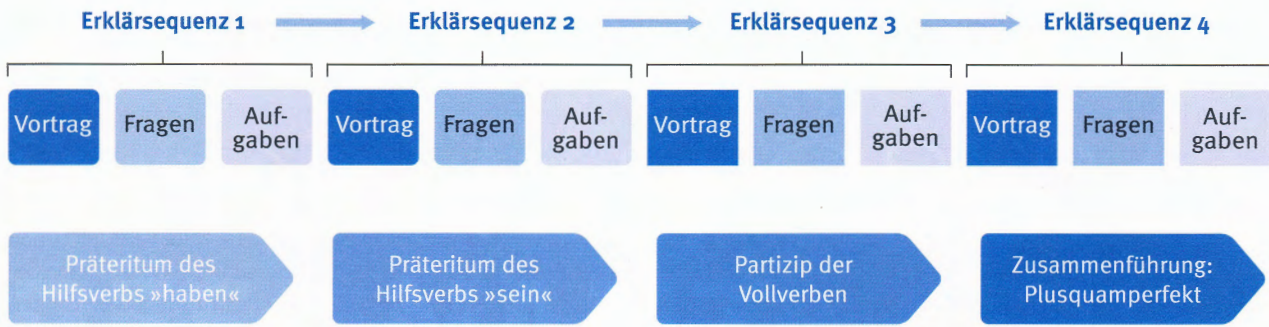 Erklärsequenz 1 Erklärsequenz 2 Erklärsequenz 3 Erklärsequenz 4
Vortrag Fragen Auf-
gaben Vortrag Fragen Auf-
gaben Vortrag Fragen Auf-
gaben Vortrag Fragen Auf-
gaben
Präteritum des
Hilfsverbs »haben«
Präteritum des
Hilfsverbs »sein«
Partizip der
Vollverben
Zusammenführung:
Plusquamperfekt